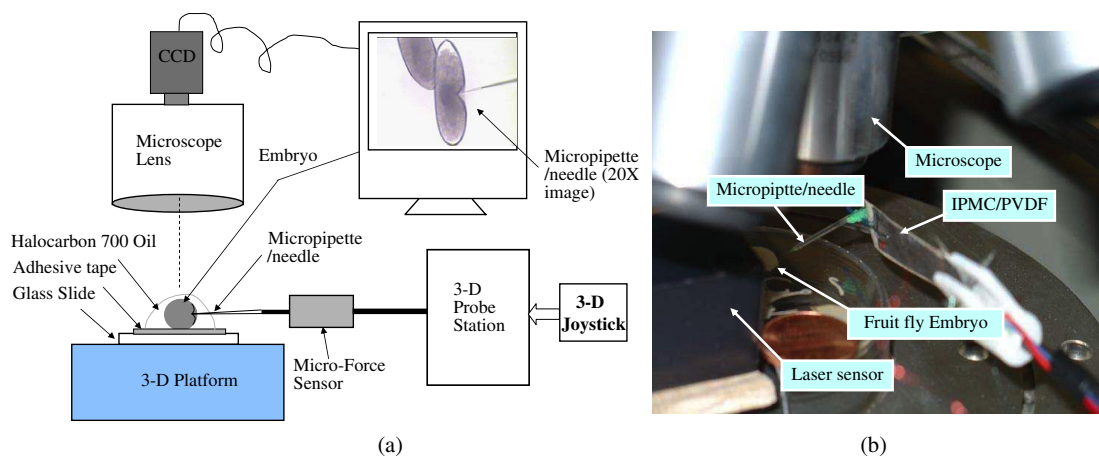 CCD
Microscope
Lens
Embryo
Micropipette
/needle (20X
image)
Halocarbon 700 Oil
Adhesive tape
Glass Slide
Micropipette
/needle
3-D
Probe
Station
3-D
Joystick
Micro-Force
Sensor
3-D Platform
(a)
Microscope
Micropiptte/needle
IPMC/PVDF
Fruit fly Embryo
Laser sensor
(b)